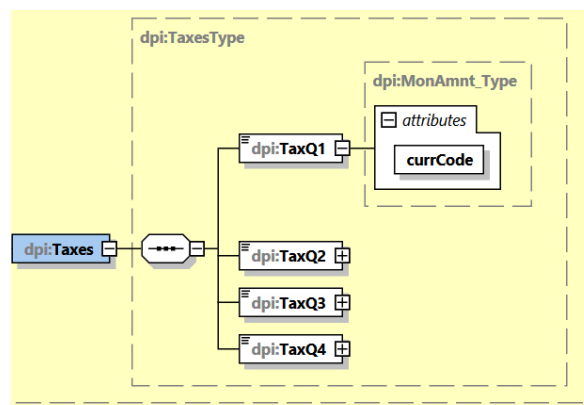 dpi:TaxesType
dpi:MonAmnt_Type
attributes
dpi:TaxQ1
currCode
dpi:Taxes
dpi:TaxQ2
dpi:TaxQ3
dpi:TaxQ4